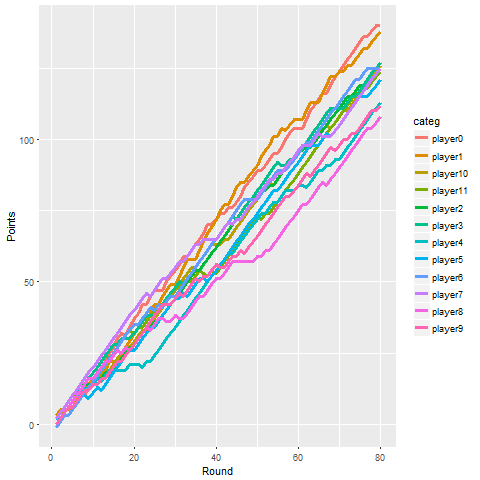 100
50
0
Points
0
20
40
60
80
Round
categ
player0
player1
player10
player11
player2
player3
player4
player5
player6
player7
player8
player9